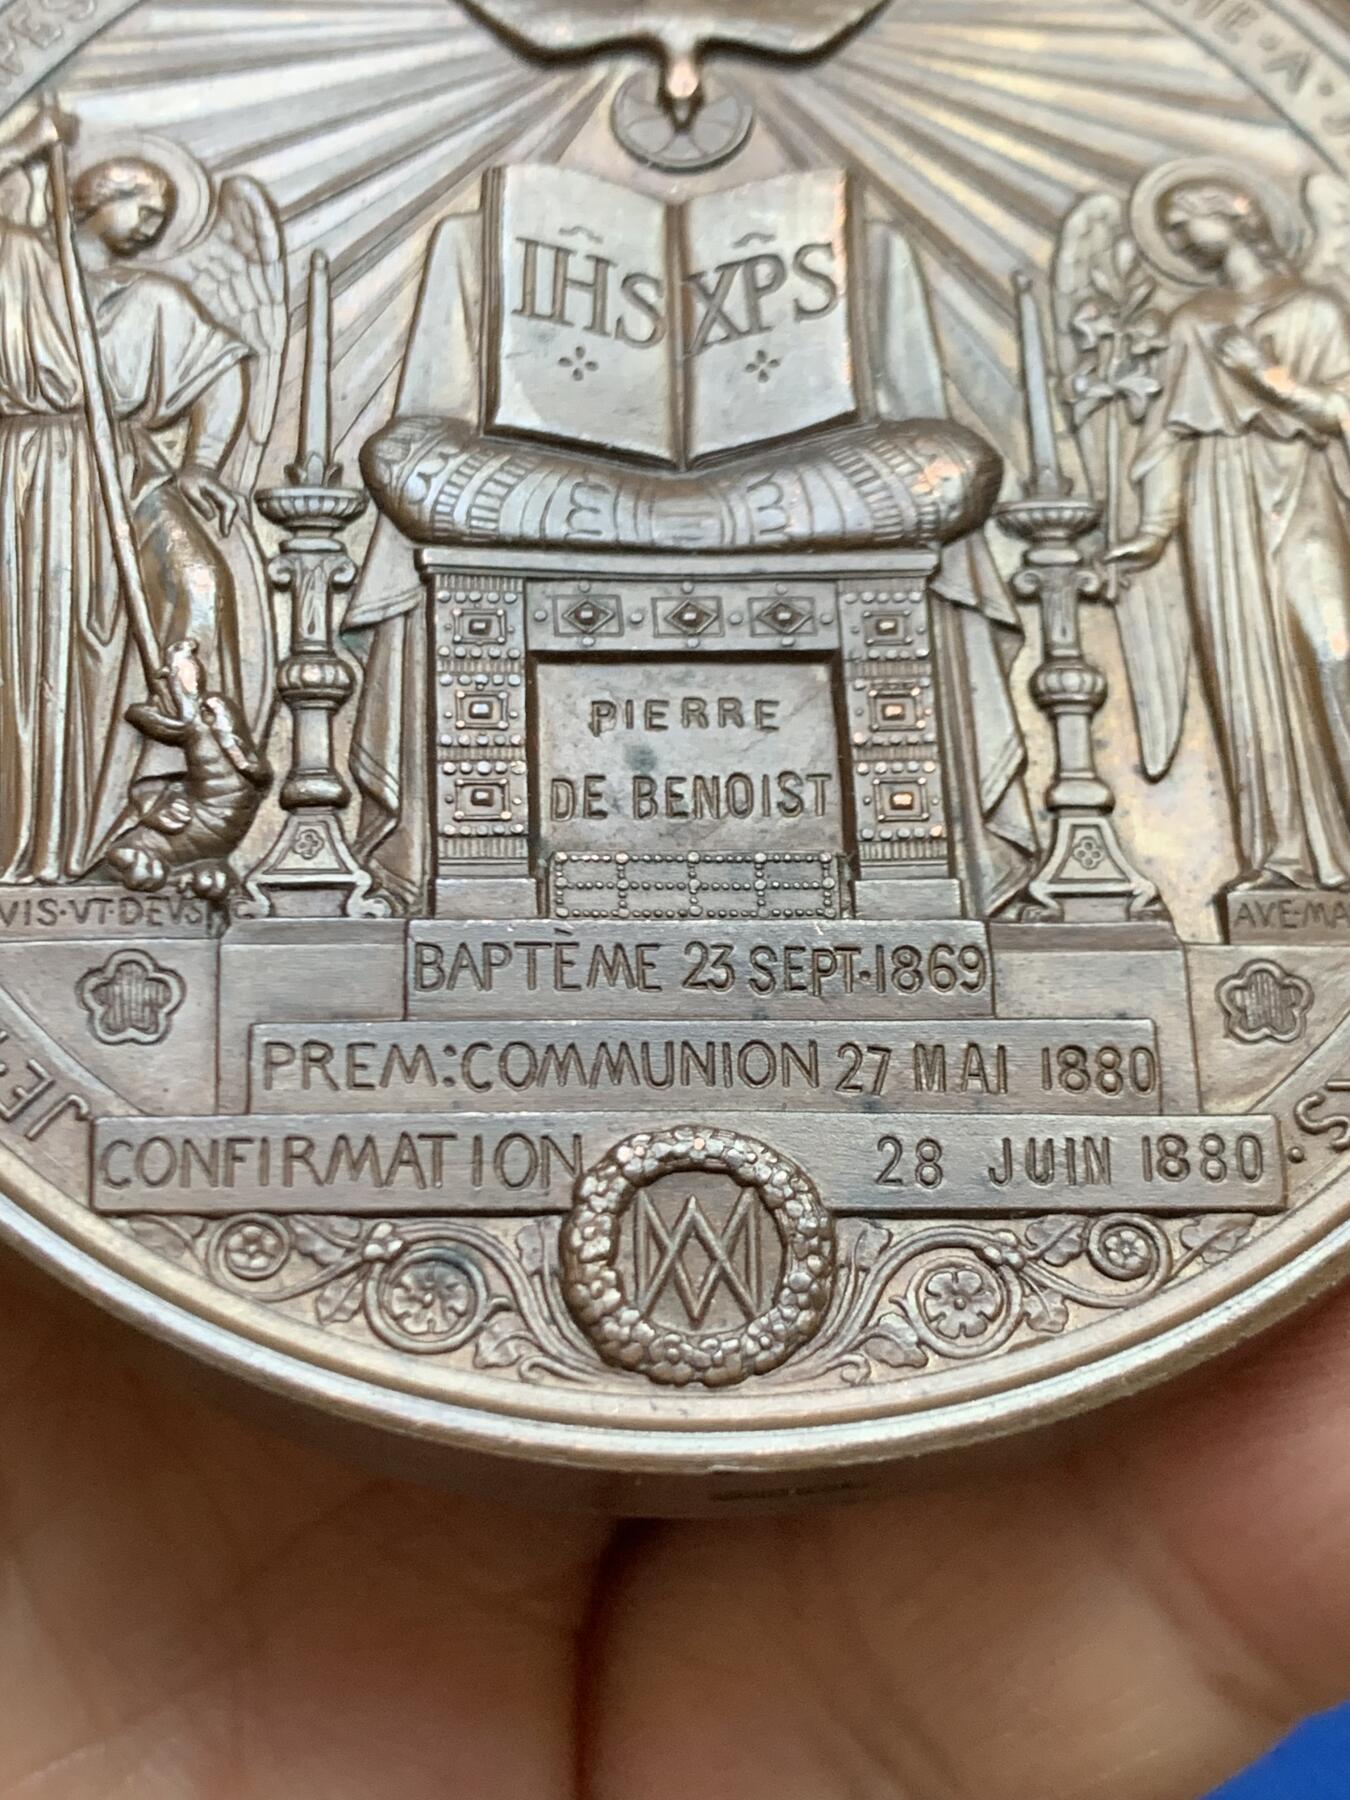 IHS XPS
PIERRE
DE BENOIST
VIS·VT·DEVS
AVE·MA
BAPTÊME 23 SEPT·1869
PREM:COMMUNION 27 MAI 1880
CONFIRMATION 28 JUIN 1880